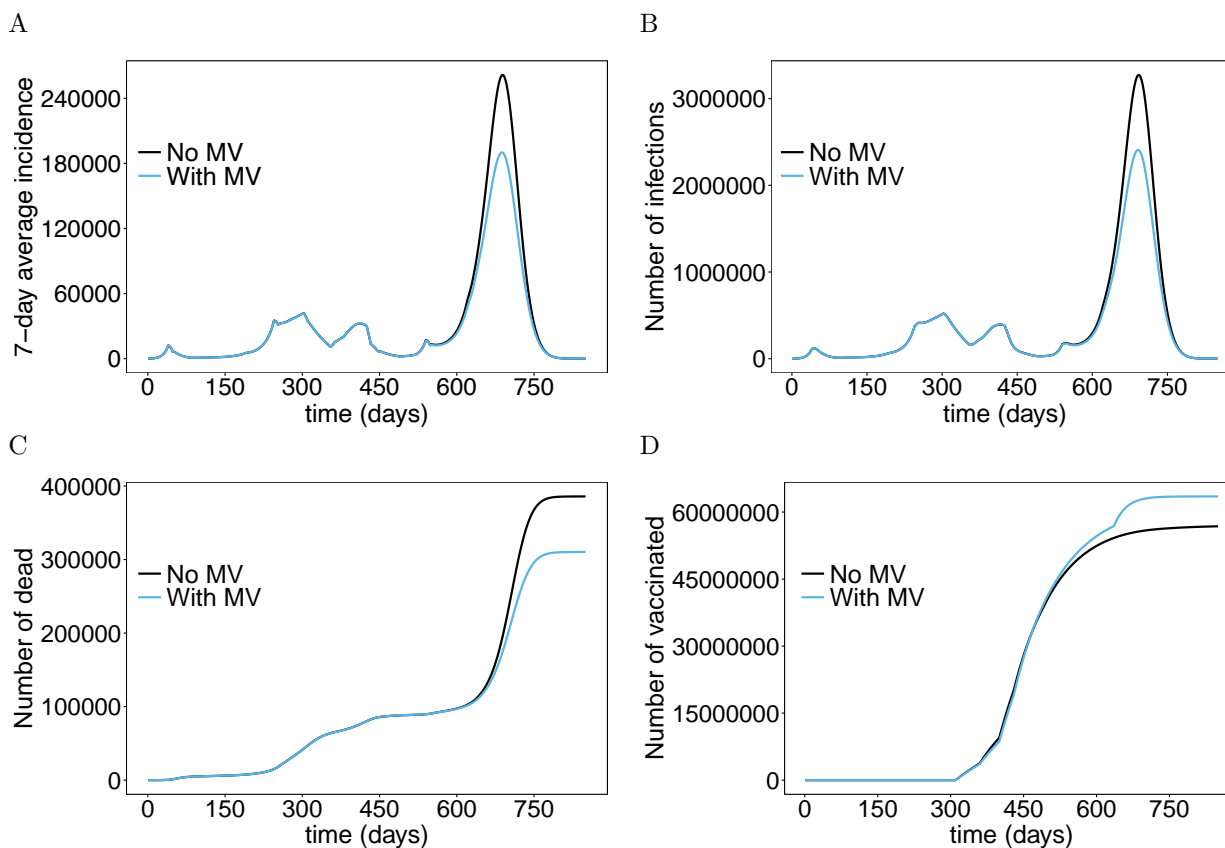 A
7−day average incidence
240000
180000
120000
60000
0
No MV
With MV
0 150 300 450 600 750
time (days)
B
Number of infections
3000000
2000000
1000000
0
No MV
With MV
0 150 300 450 600 750
time (days)
C
Number of dead
400000
300000
200000
100000
0
No MV
With MV
0 150 300 450 600 750
time (days)
D
Number of vaccinated
60000000
45000000
30000000
15000000
0
No MV
With MV
0 150 300 450 600 750
time (days)